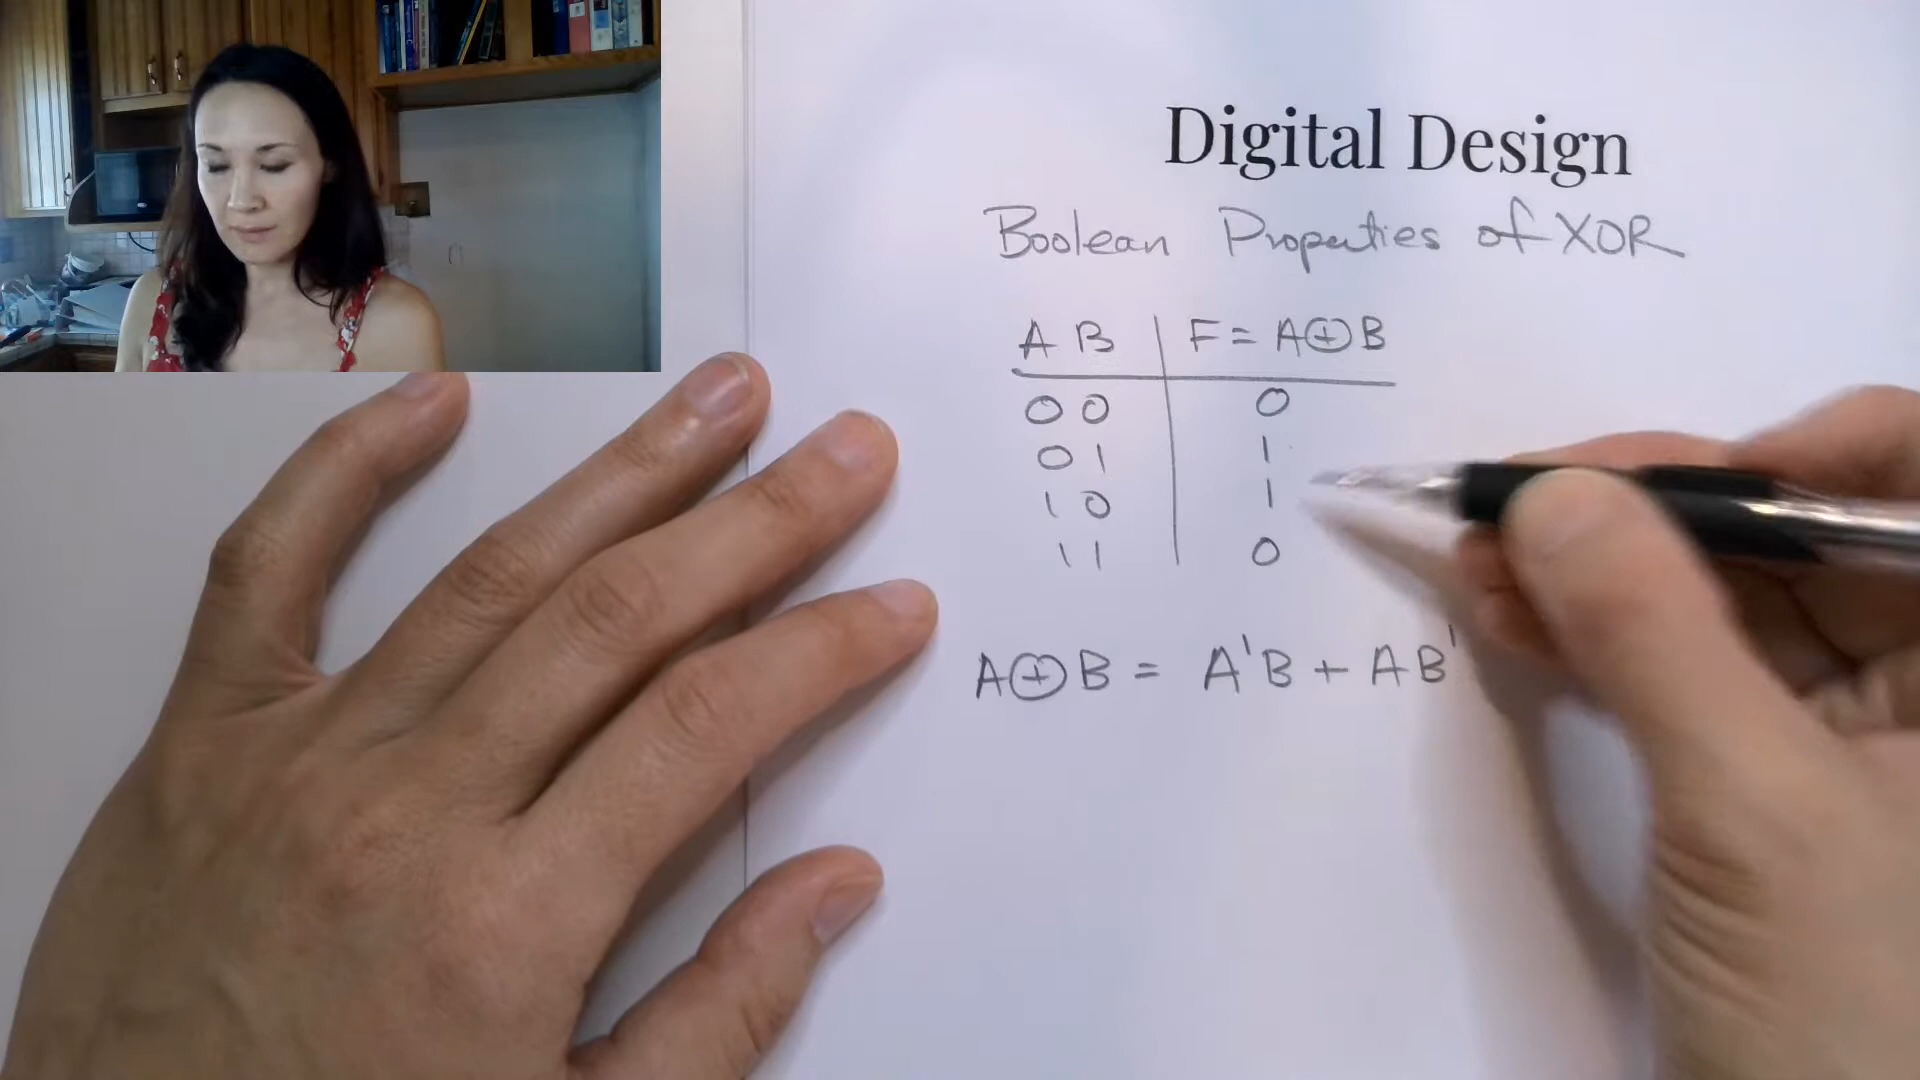 Digital Design
Boolean Properties of XOR
A B | F = A⊕B
0 0 | 0
0 1 | 1
1 0 | 1
1 1 | 0
A⊕B = A'B + AB'